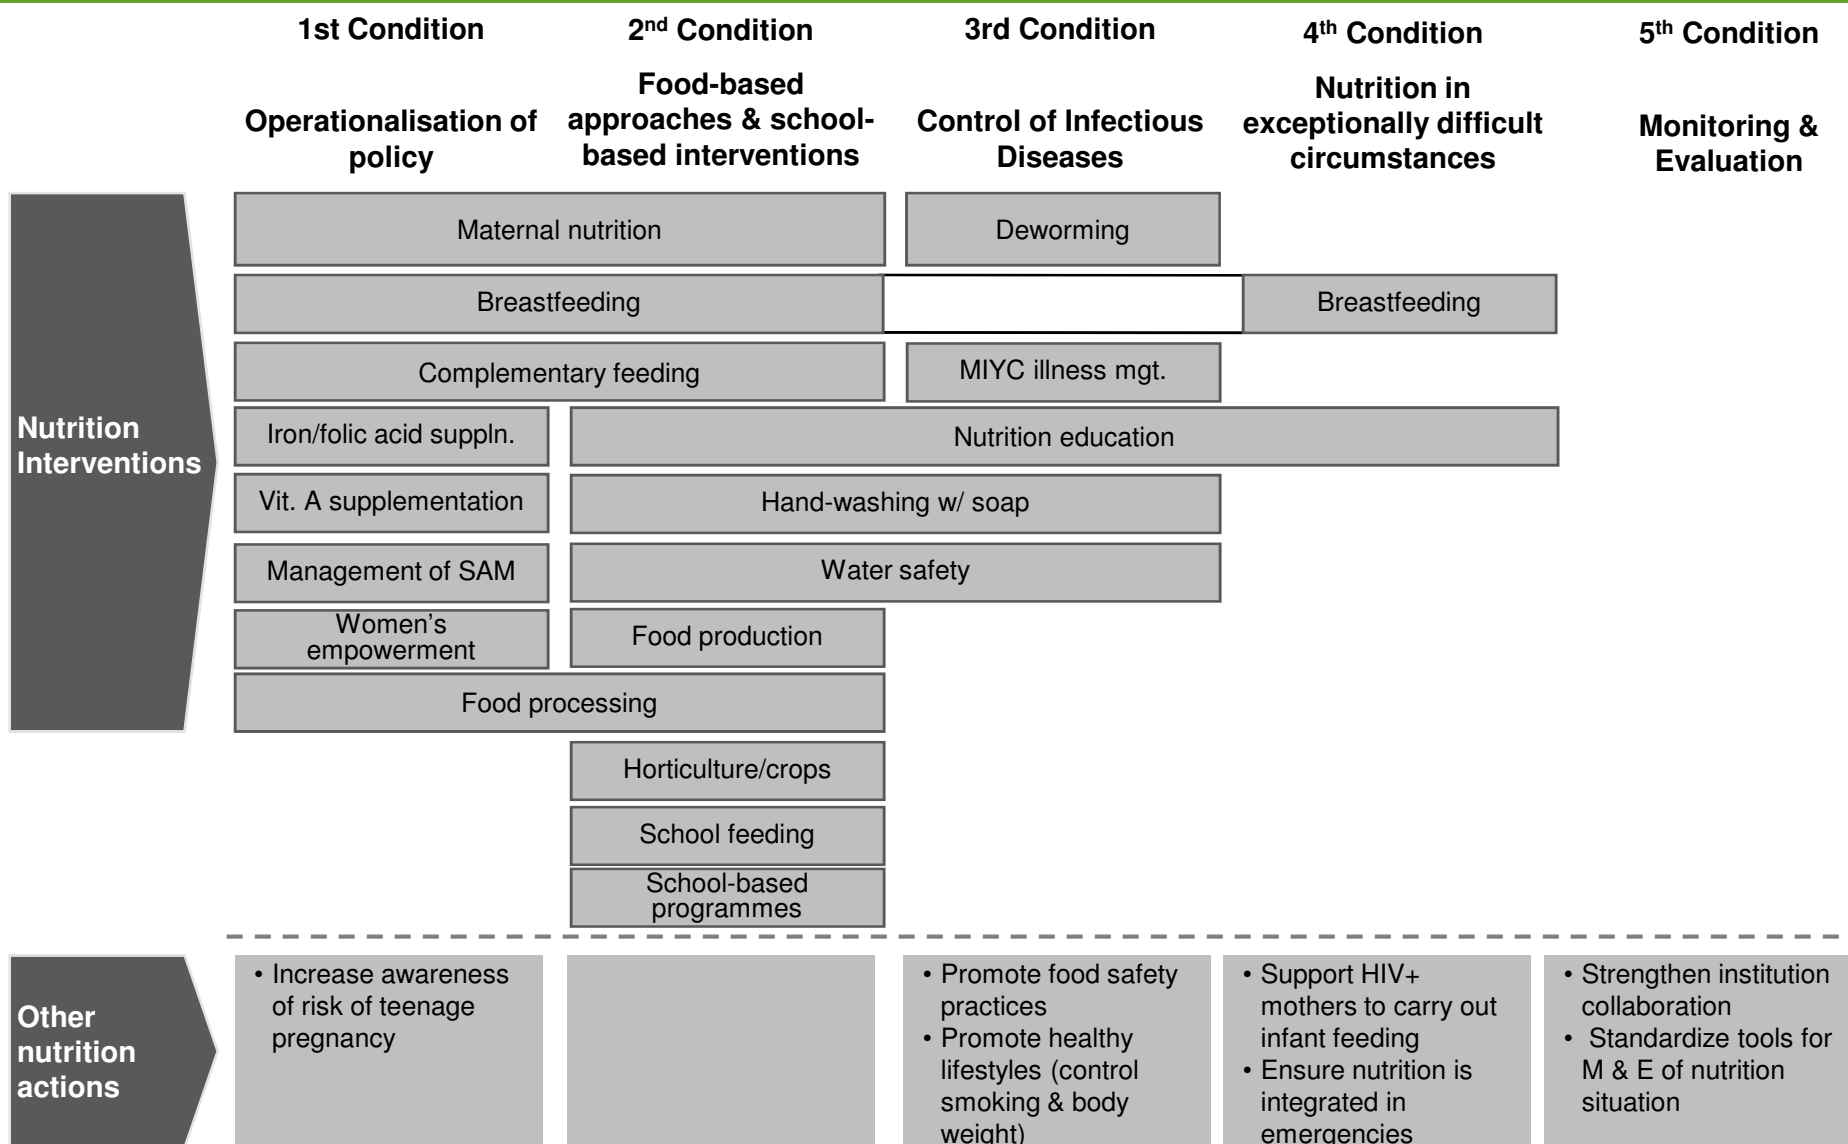 1st Condition
2nd Condition
3rd Condition
4th Condition
5th Condition
Operationalisation of
policy
Food-based
approaches & school-
based interventions
Control of Infectious
Diseases
Nutrition in
exceptionally difficult
circumstances
Monitoring &
Evaluation
Nutrition
Interventions
Maternal nutrition
Deworming
Breastfeeding
Breastfeeding
Complementary feeding
MIYC illness mgt.
Iron/folic acid suppln.
Nutrition education
Vit. A supplementation
Hand-washing w/ soap
Management of SAM
Water safety
Women’s
empowerment
Food production
Food processing
Horticulture/crops
School feeding
School-based
programmes
Other
nutrition
actions
• Increase awareness
of risk of teenage
pregnancy
• Promote food safety
practices
• Promote healthy
lifestyles (control
smoking & body
weight)
• Support HIV+
mothers to carry out
infant feeding
• Ensure nutrition is
integrated in
emergencies
• Strengthen institution
collaboration
• Standardize tools for
M & E of nutrition
situation